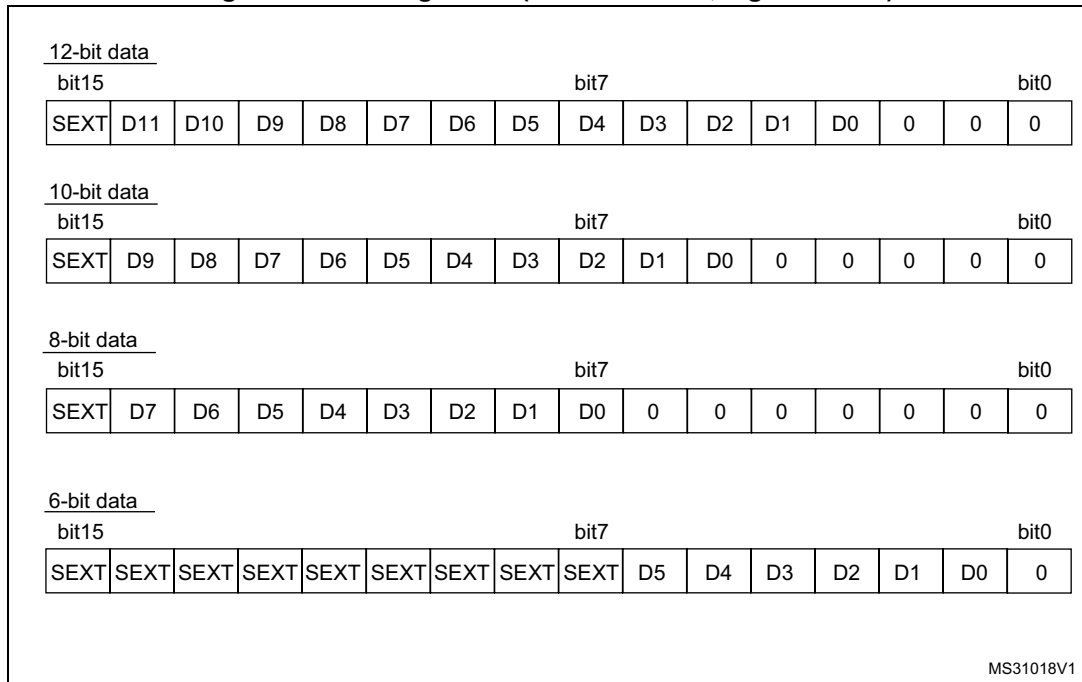 12-bit data
bit15 bit7 bit0
SEXT D11 D10 D9 D8 D7 D6 D5 D4 D3 D2 D1 D0 0 0 0
10-bit data
bit15 bit7 bit0
SEXT D9 D8 D7 D6 D5 D4 D3 D2 D1 D0 0 0 0 0 0
8-bit data
bit15 bit7 bit0
SEXT D7 D6 D5 D4 D3 D2 D1 D0 0 0 0 0 0 0 0
6-bit data
bit15 bit7 bit0
SEXT SEXT SEXT SEXT SEXT SEXT SEXT SEXT SEXT D5 D4 D3 D2 D1 D0 0
MS31018V1